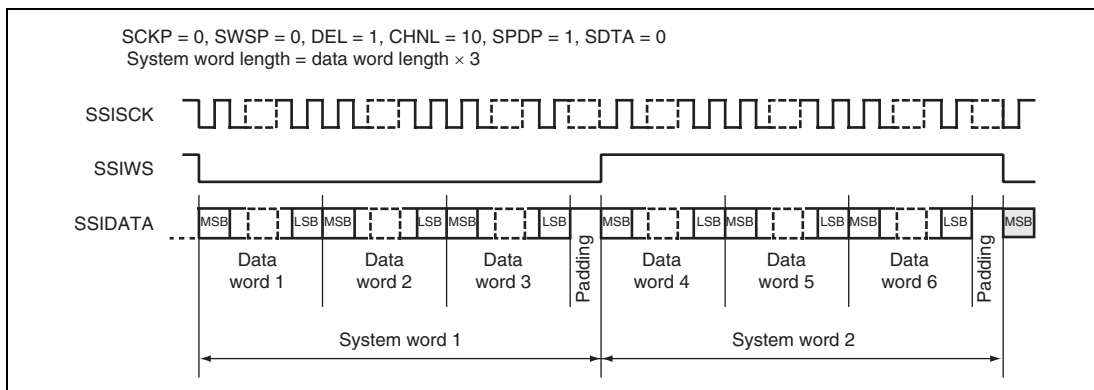 SCKP = 0, SWSP = 0, DEL = 1, CHNL = 10, SPDP = 1, SDTA = 0
System word length = data word length × 3
SSISCK
SSIWS
SSIDATA
MSB LSB MSB LSB MSB LSB MSB LSB MSB LSB MSB LSB MSB
Data word 1
Data word 2
Data word 3
Padding
Data word 4
Data word 5
Data word 6
Padding
System word 1
System word 2